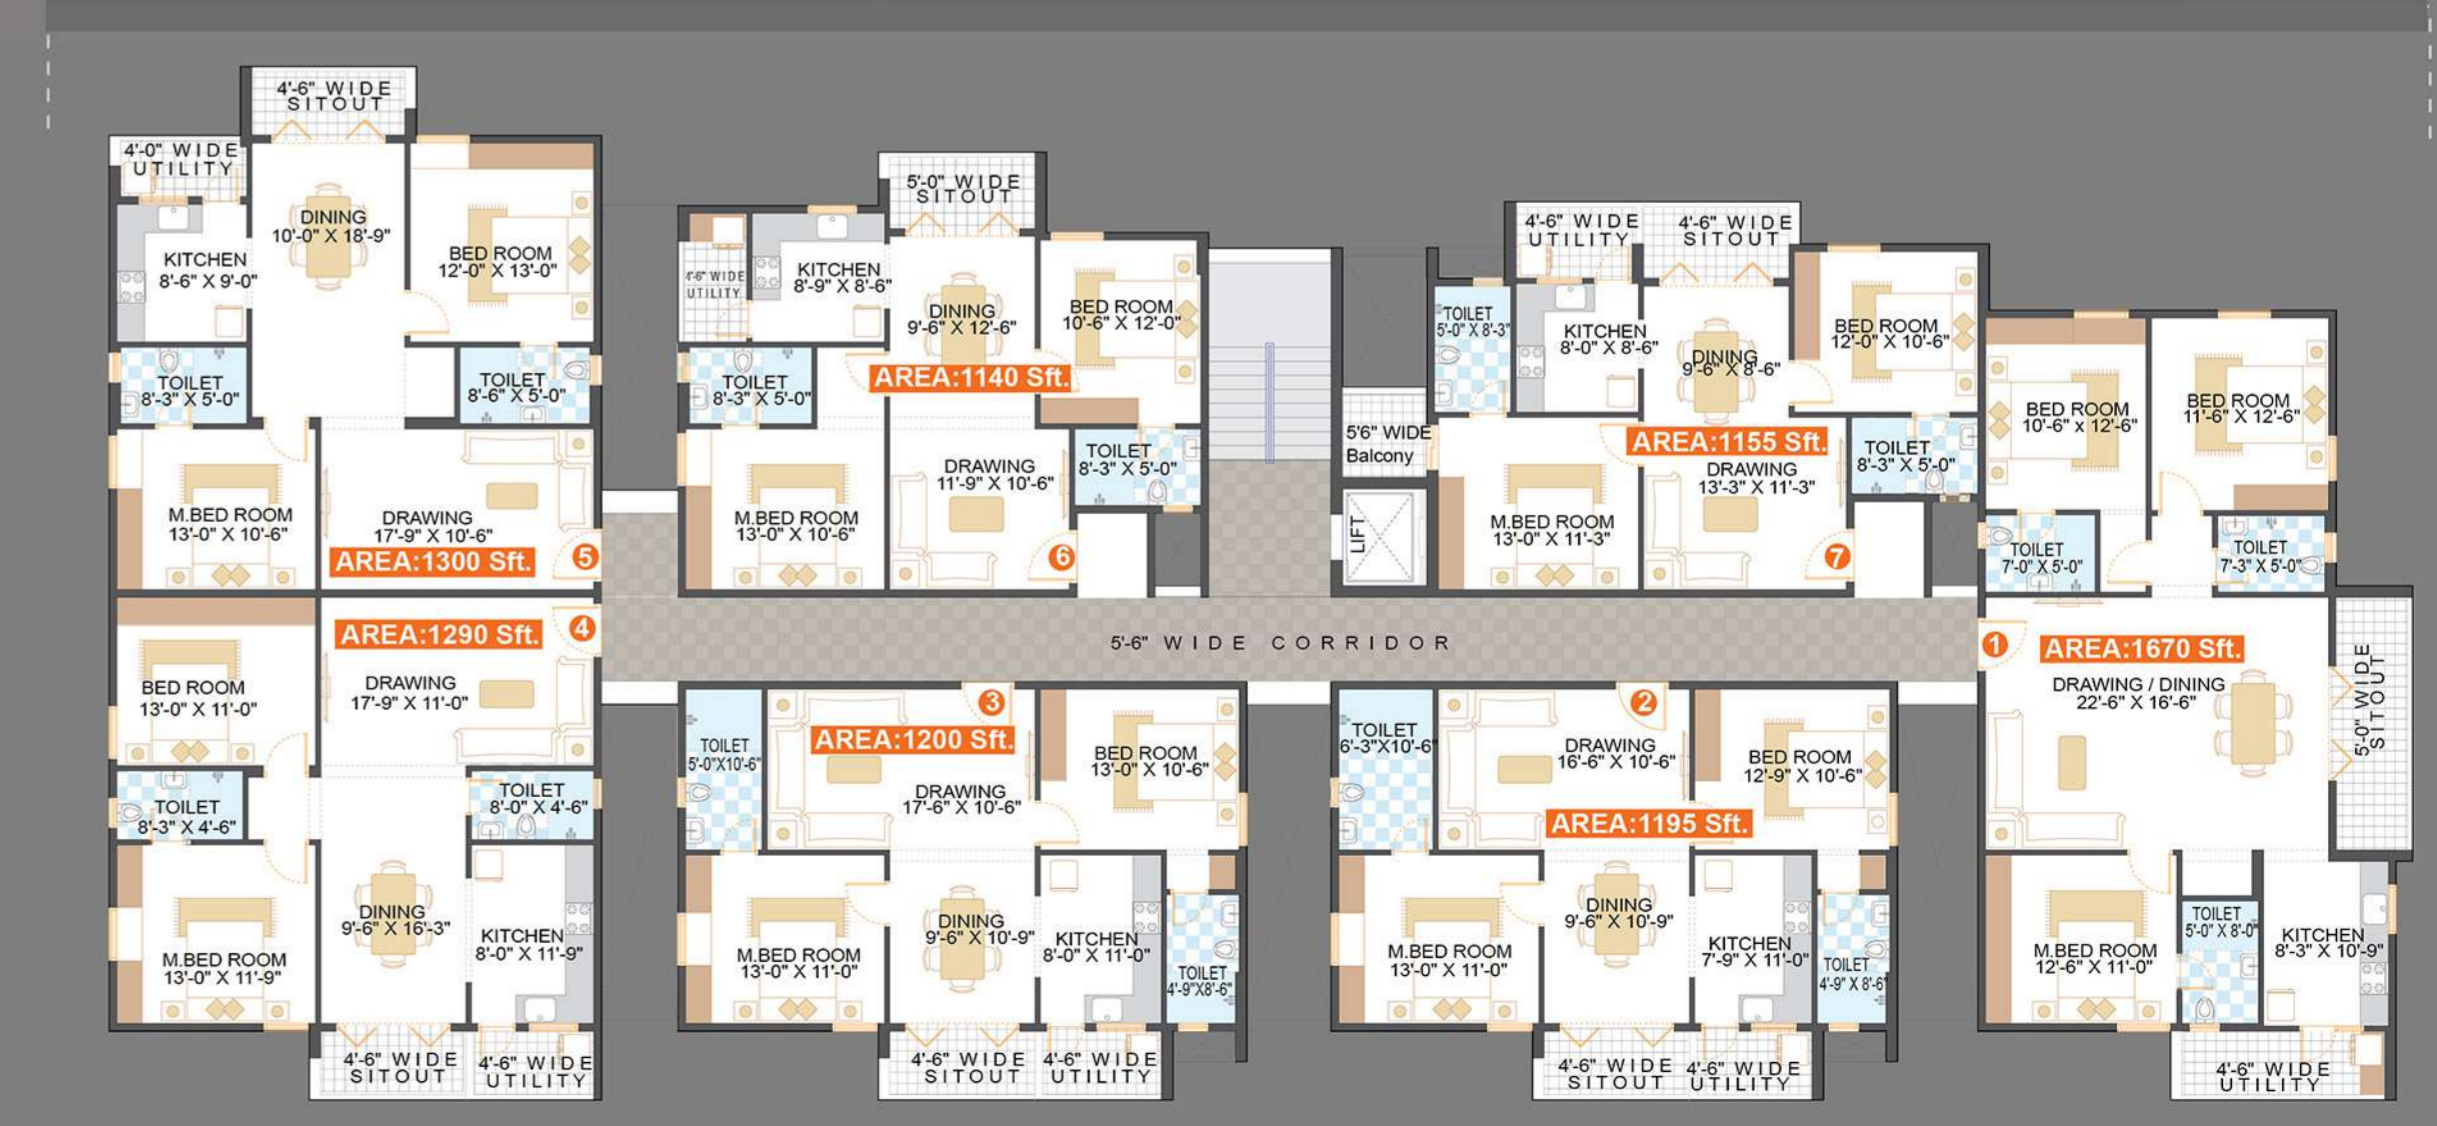 4'-6" WIDE
SITOUT
4'-0" WIDE
UTILITY
DINING
10'-0" X 18'-9"
KITCHEN
8'-6" X 9'-0"
BED ROOM
12'-0" X 13'-0"
TOILET
8'-3" X 5'-0"
TOILET
8'-6" X 5'-0"
M.BED ROOM
13'-0" X 10'-6"
DRAWING
17'-9" X 10'-6"
AREA:1300 Sft.
5
5'-0" WIDE
SITOUT
4'-6" WIDE
UTILITY
KITCHEN
8'-9" X 8'-6"
DINING
9'-6" X 12'-6"
BED ROOM
10'-6" X 12'-0"
AREA:1140 Sft.
TOILET
8'-3" X 5'-0"
TOILET
8'-3" X 5'-0"
DRAWING
11'-9" X 10'-6"
M.BED ROOM
13'-0" X 10'-6"
6
5'6" WIDE
Balcony
LIFT
4'-6" WIDE
UTILITY
4'-6" WIDE
SITOUT
TOILET
5'-0" X 8'-3"
KITCHEN
8'-0" X 8'-6"
DINING
9'-6" X 8'-6"
BED ROOM
12'-0" X 10'-6"
AREA:1155 Sft.
DRAWING
13'-3" X 11'-3"
TOILET
8'-3" X 5'-0"
M.BED ROOM
13'-0" X 11'-3"
7
BED ROOM
10'-6" x 12'-6"
BED ROOM
11'-6" X 12'-6"
TOILET
7'-0" X 5'-0"
TOILET
7'-3" X 5'-0"
1
AREA:1670 Sft.
DRAWING / DINING
22'-6" X 16'-6"
5'-0" WIDE
SITOUT
M.BED ROOM
12'-6" X 11'-0"
TOILET
5'-0" X 8'-0"
KITCHEN
8'-3" X 10'-9"
4'-6" WIDE
UTILITY
5'-6" WIDE CORRIDOR
AREA:1290 Sft.
4
BED ROOM
13'-0" X 11'-0"
DRAWING
17'-9" X 11'-0"
TOILET
8'-3" X 4'-6"
TOILET
8'-0" X 4'-6"
M.BED ROOM
13'-0" X 11'-9"
DINING
9'-6" X 16'-3"
KITCHEN
8'-0" X 11'-9"
4'-6" WIDE
SITOUT
4'-6" WIDE
UTILITY
3
AREA:1200 Sft.
TOILET
5'-0"X10'-6"
DRAWING
17'-6" X 10'-6"
BED ROOM
13'-0" X 10'-6"
M.BED ROOM
13'-0" X 11'-0"
DINING
9'-6" X 10'-9"
KITCHEN
8'-0" X 11'-0"
TOILET
4'-9"X8'-6"
4'-6" WIDE
SITOUT
4'-6" WIDE
UTILITY
2
TOILET
6'-3"X10'-6"
DRAWING
16'-6" X 10'-6"
BED ROOM
12'-9" X 10'-6"
AREA:1195 Sft.
M.BED ROOM
13'-0" X 11'-0"
DINING
9'-6" X 10'-9"
KITCHEN
7'-9" X 11'-0"
TOILET
4'-9" X 8'-6"
4'-6" WIDE
SITOUT
4'-6" WIDE
UTILITY